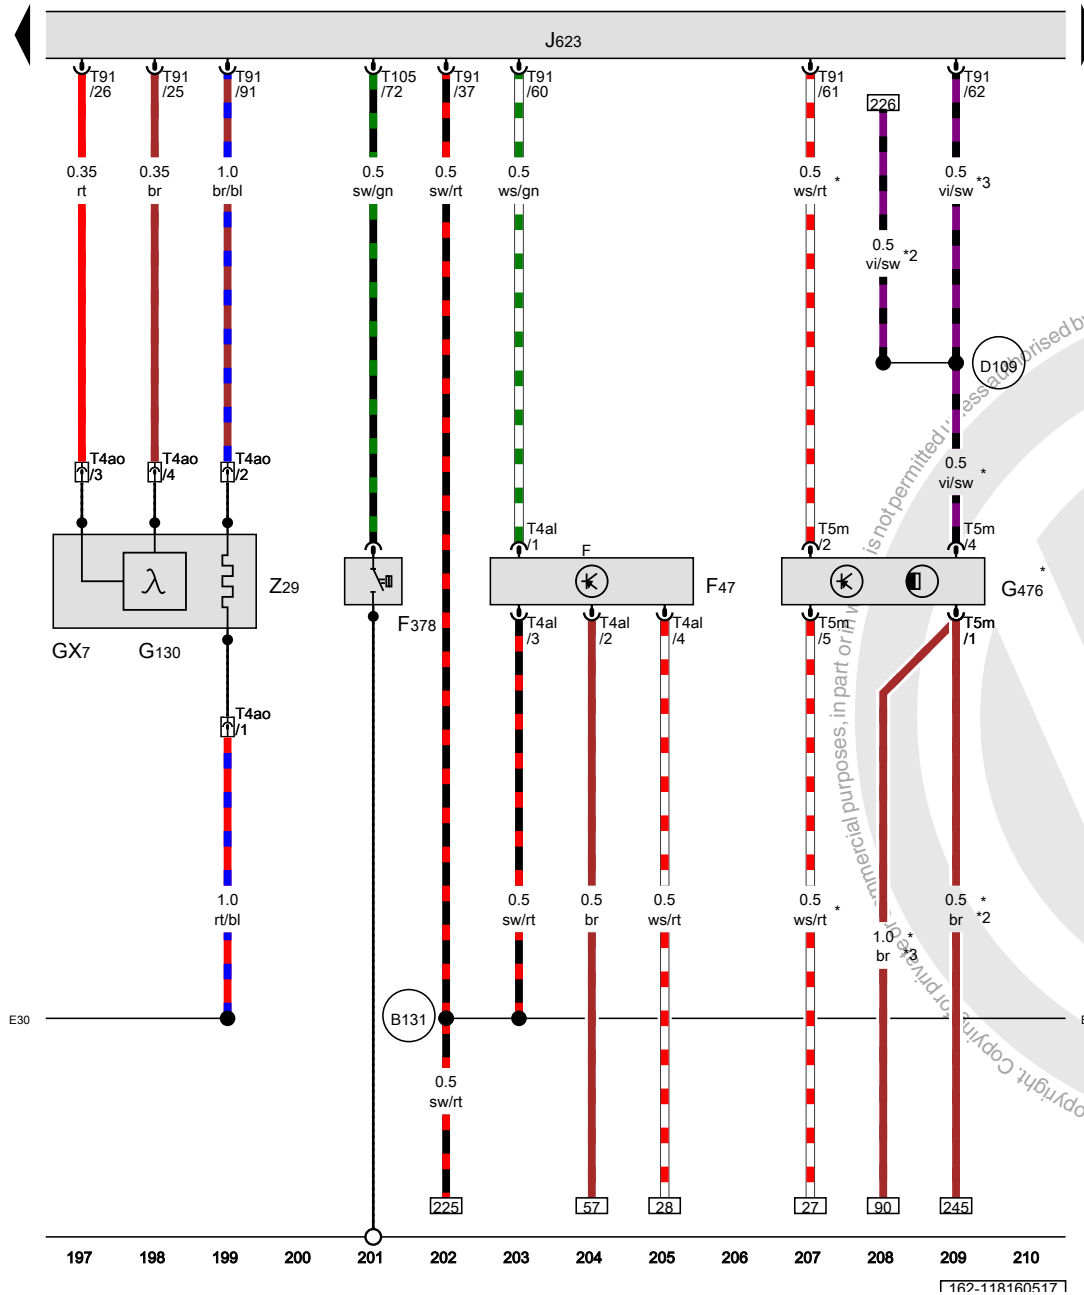 J623
T91 T91 T91 T105 T91 T91 T91 T91
/26 /25 /91 /72 /37 /60 /61 /62
226
0.35 0.35 1.0 0.5 0.5 0.5 0.5 0.5
rt br br/bl sw/gn sw/rt ws/gn ws/rt * vi/sw *3
0.5
vi/sw *2
D109
T4ao T4ao T4ao
/3 /4 /2
0.5
vi/sw *
T4al T5m T5m
/1 /2 /4
F
Z29 F47 G476 *
F378
GX7 G130
T4al T4al T4al T5m T5m
/3 /2 /4 /5 /1
T4ao
/1
1.0 0.5 0.5 0.5 0.5 0.5 *
rt/bl sw/rt br ws/rt ws/rt * br *2
1.0 *
br *3
E30 B131
0.5
sw/rt
225 57 28 27 90 245
197 198 199 200 201 202 203 204 205 206 207 208 209 210
162-118160517